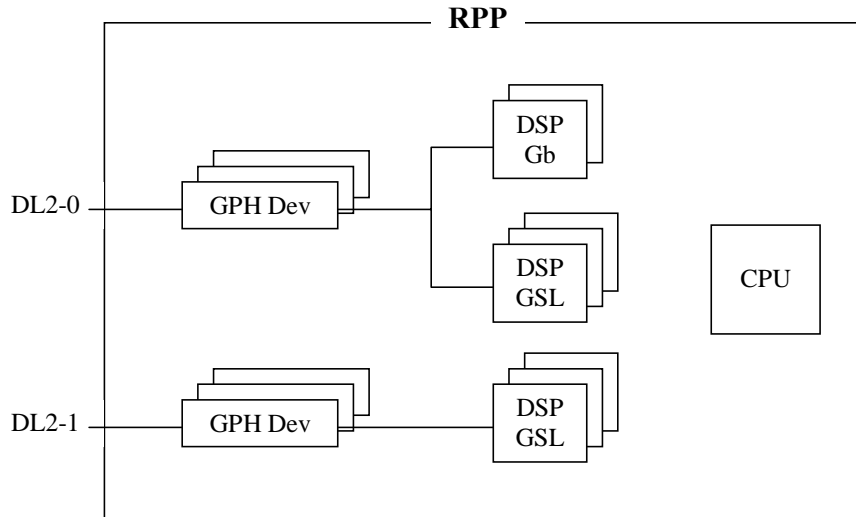 RPP
DSP
Gb
DL2-0
GPH Dev
DSP
GSL
CPU
DL2-1
GPH Dev
DSP
GSL